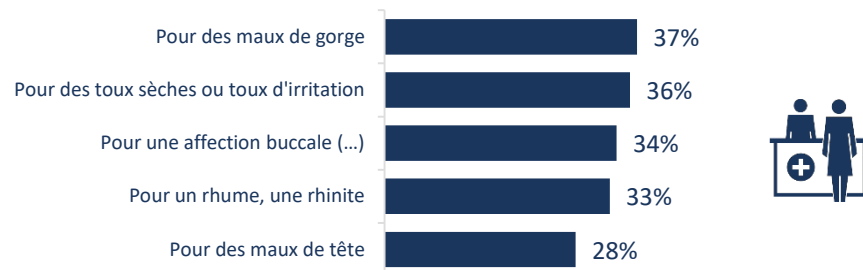 Pour des maux de gorge 37%
Pour des toux sèches ou toux d'irritation 36%
Pour une affection buccale (...) 34%
Pour un rhume, une rhinite 33%
Pour des maux de tête 28%